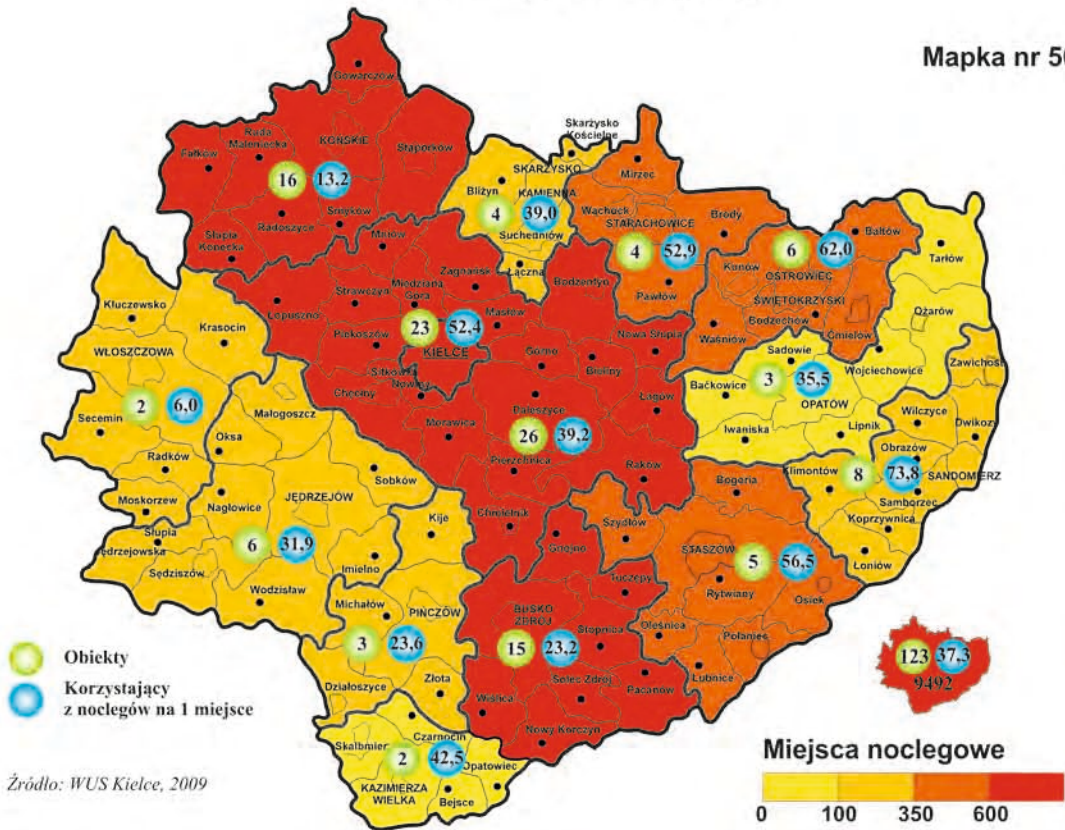 Mapka nr 50
Gowarczów
Skarżysko
Kościelne
Ruda
Maleniecka
KOŃSKIE
Fałków
Stąporków
SKARŻYSKO
KAMIENNA
Mirzec
16
13,2
Bliżyn
4
39,0
Wąchock
STARACHOWICE
Brody
Bałtów
Radoszyce
Smyków
Suchedniów
4
52,9
6
62,0
Słupia
Konecka
Mniów
Łączna
Kunów
OSTROWIEC
ŚWIĘTOKRZYSKI
Tarłów
Zagnańsk
Bodzentyn
Pawłów
Kluczewsko
Łopuszno
Strawczyn
Miedziana
Góra
Masłów
Bodzechów
Ożarów
Krasocin
Piekoszów
23
52,4
Nowa Słupia
Waśniów
Ćmielów
KIELCE
Górno
Bieliny
Sadowie
Wojciechowice
Zawichost
WŁOSZCZOWA
Sitkówka
Nowiny
Baćkowice
3
35,5
Chęciny
OPATÓW
Wilczyce
2
6,0
Małogoszcz
Daleszyce
Łagów
Secemin
Oksa
Morawica
26
39,2
Iwaniska
Lipnik
Dwikozy
Obrazów
Radków
Pierzchnica
Raków
Klimontów
8
73,8
SANDOMIERZ
Moskorzew
Nagłowice
JĘDRZEJÓW
Sobków
Bogoria
Samborzec
Koprzywnica
Słupia
Jędrzejowska
Kije
Chmielnik
Szydłów
6
31,9
Gnojno
STASZÓW
5
56,5
Łoniów
Sędziszów
Imielno
Tuczępy
Rytwiany
Osiek
Wodzisław
Michałów
PIŃCZÓW
BUSKO
ZDRÓJ
Stopnica
Oleśnica
Połaniec
3
23,6
15
23,2
123
37,3
9492
Obiekty
Działoszyce
Złota
Solec Zdrój
Pacanów
Łubnice
Korzystający
z noclegów na 1 miejsce
Wiślica
Czarnocin
Nowy Korczyn
Skalbmierz
2
42,5
Opatowiec
Miejsca noclegowe
KAZIMIERZA
WIELKA
Bejsce
Źródło: WUS Kielce, 2009
0 100 350 600